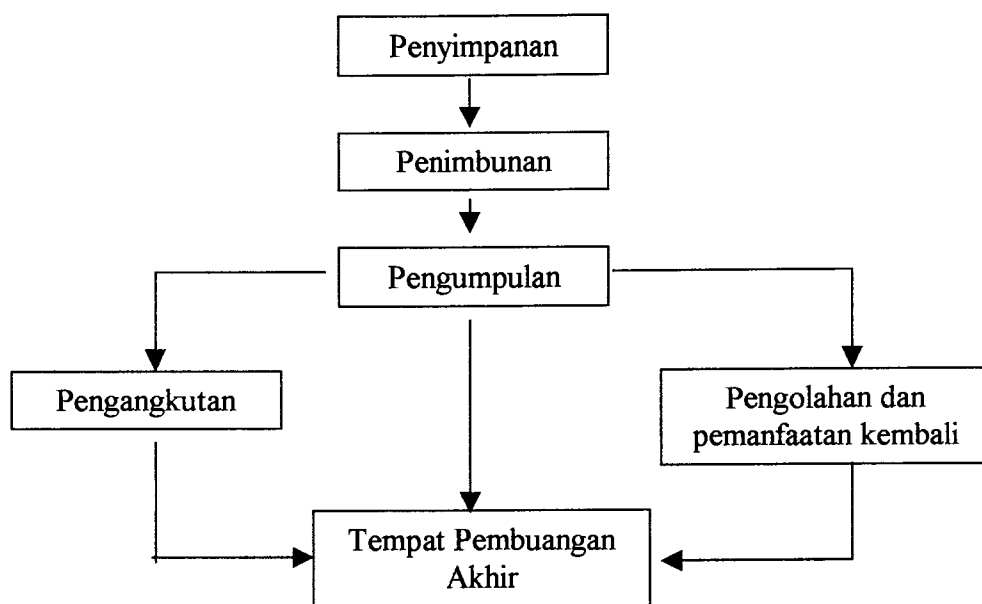 Penyimpanan
Penimbunan
Pengumpulan
Pengangkutan
Pengolahan dan
pemanfaatan kembali
Tempat Pembuangan
Akhir